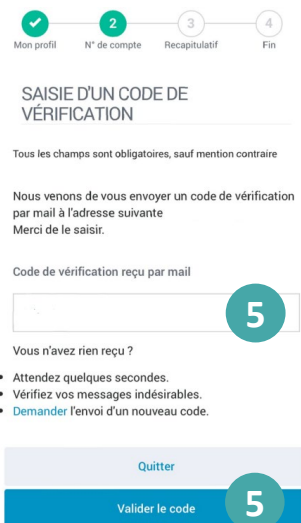 2
3
4
Mon profil
N° de compte
Recapitulatif
Fin
SAISIE D'UN CODE DE
VÉRIFICATION
Tous les champs sont obligatoires, sauf mention contraire
Nous venons de vous envoyer un code de vérification
par mail à l'adresse suivante
Merci de le saisir.
Code de vérification reçu par mail
5
Vous n'avez rien reçu ?
• Attendez quelques secondes.
• Vérifiez vos messages indésirables.
• Demander l'envoi d'un nouveau code.
Quitter
Valider le code
5